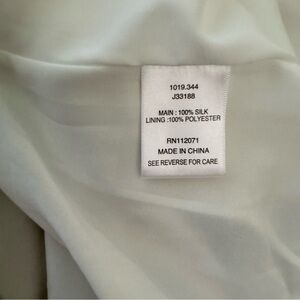 1019.344
J33188
MAIN : 100% SILK
LINING :100% POLYESTER
RN112071
MADE IN CHINA
SEE REVERSE FOR CARE